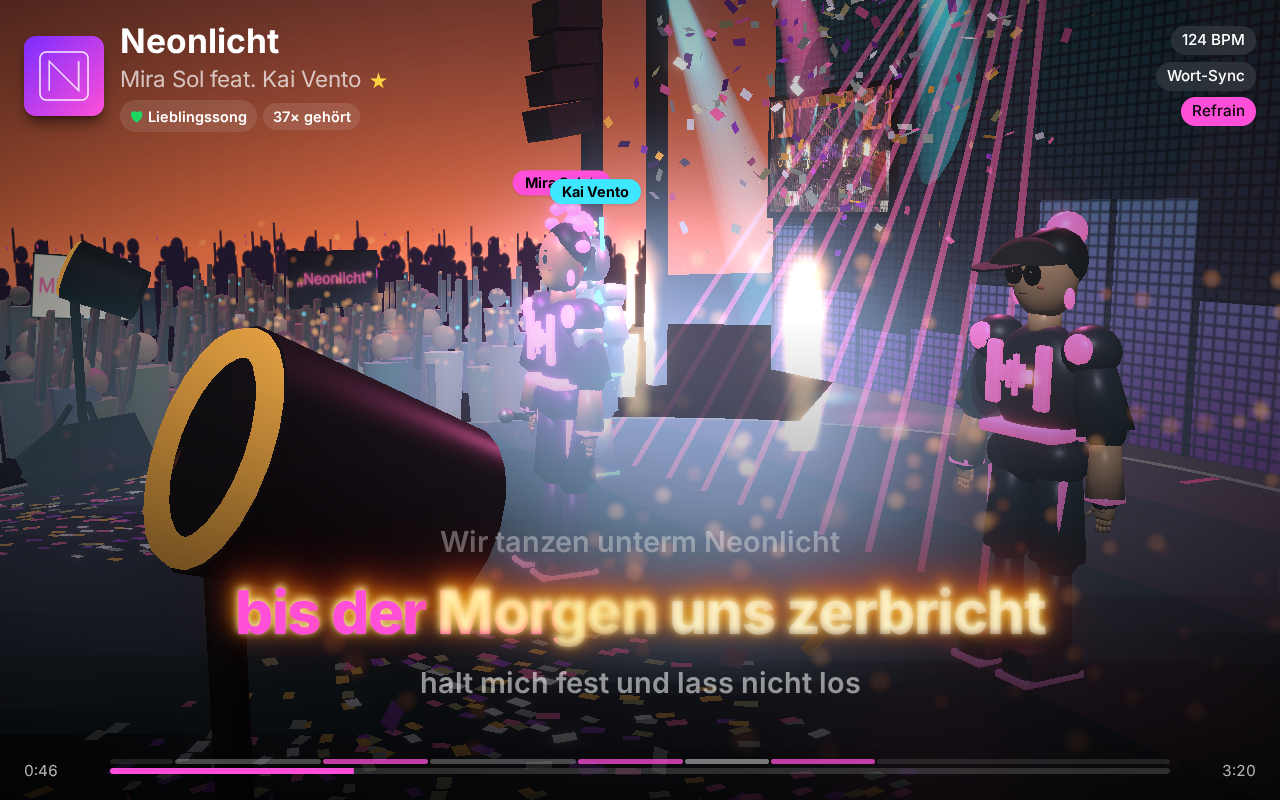 Neonlicht
Mira Sol feat. Kai Vento ★
Lieblingssong
37× gehört
124 BPM
Wort-Sync
Refrain
Kai Vento
„Neonlicht“
Wir tanzen unterm Neonlicht
bis der Morgen uns zerbricht
halt mich fest und lass nicht los
0:46
3:20